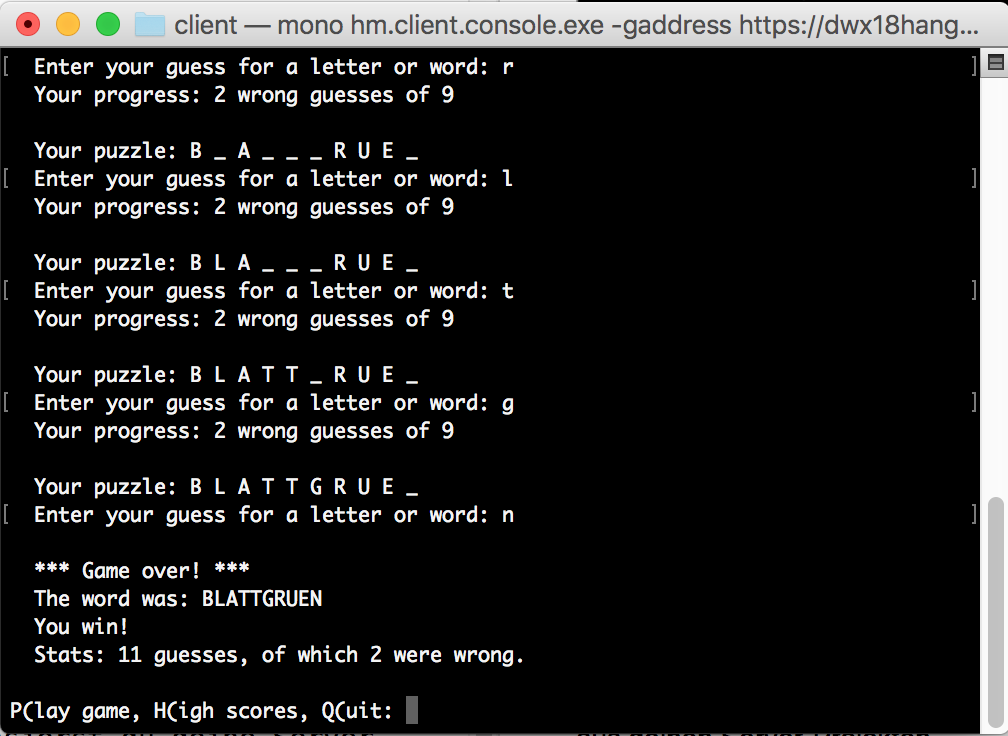 client — mono hm.client.console.exe -gaddress https://dwx18hang...
[ Enter your guess for a letter or word: r ]
Your progress: 2 wrong guesses of 9
Your puzzle: B _ A _ _ _ R U E _
[ Enter your guess for a letter or word: l ]
Your progress: 2 wrong guesses of 9
Your puzzle: B L A _ _ _ R U E _
[ Enter your guess for a letter or word: t ]
Your progress: 2 wrong guesses of 9
Your puzzle: B L A T T _ R U E _
[ Enter your guess for a letter or word: g ]
Your progress: 2 wrong guesses of 9
Your puzzle: B L A T T G R U E _
[ Enter your guess for a letter or word: n ]
*** Game over! ***
The word was: BLATTGRUEN
You win!
Stats: 11 guesses, of which 2 were wrong.
P(lay game, H(igh scores, Q(uit: